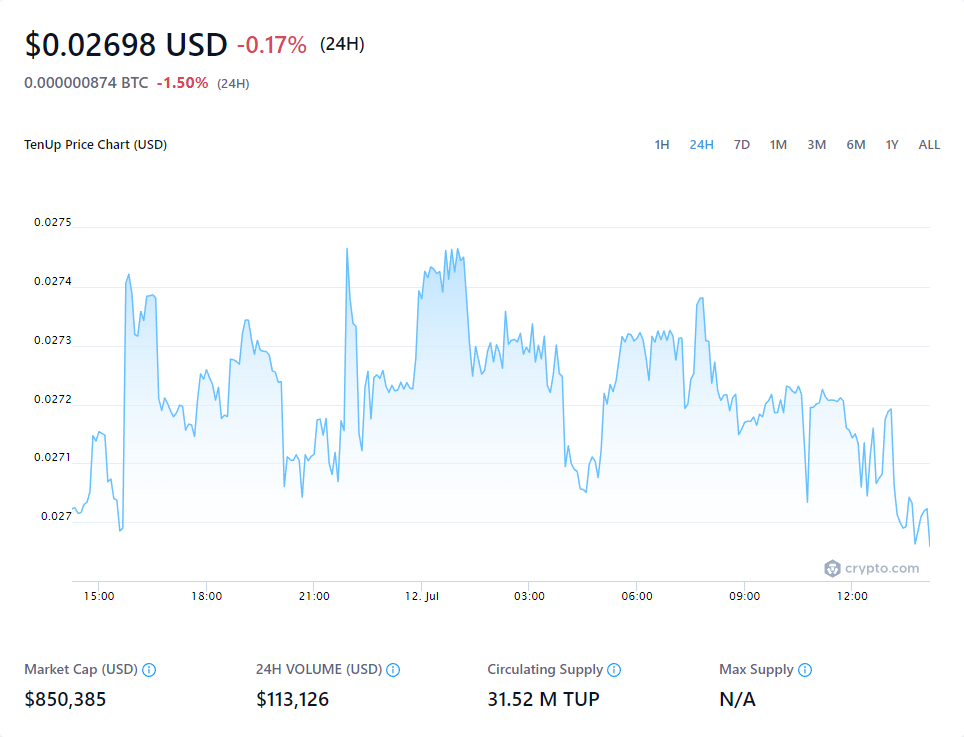 $0.02698 USD -0.17% (24H)
0.000000874 BTC -1.50% (24H)
TenUp Price Chart (USD) 1H 24H 7D 1M 3M 6M 1Y ALL
0.0275
0.0274
0.0273
0.0272
0.0271
0.027
crypto.com
15:00 18:00 21:00 12. Jul 03:00 06:00 09:00 12:00
Market Cap (USD) 24H VOLUME (USD) Circulating Supply Max Supply
$850,385 $113,126 31.52 M TUP N/A